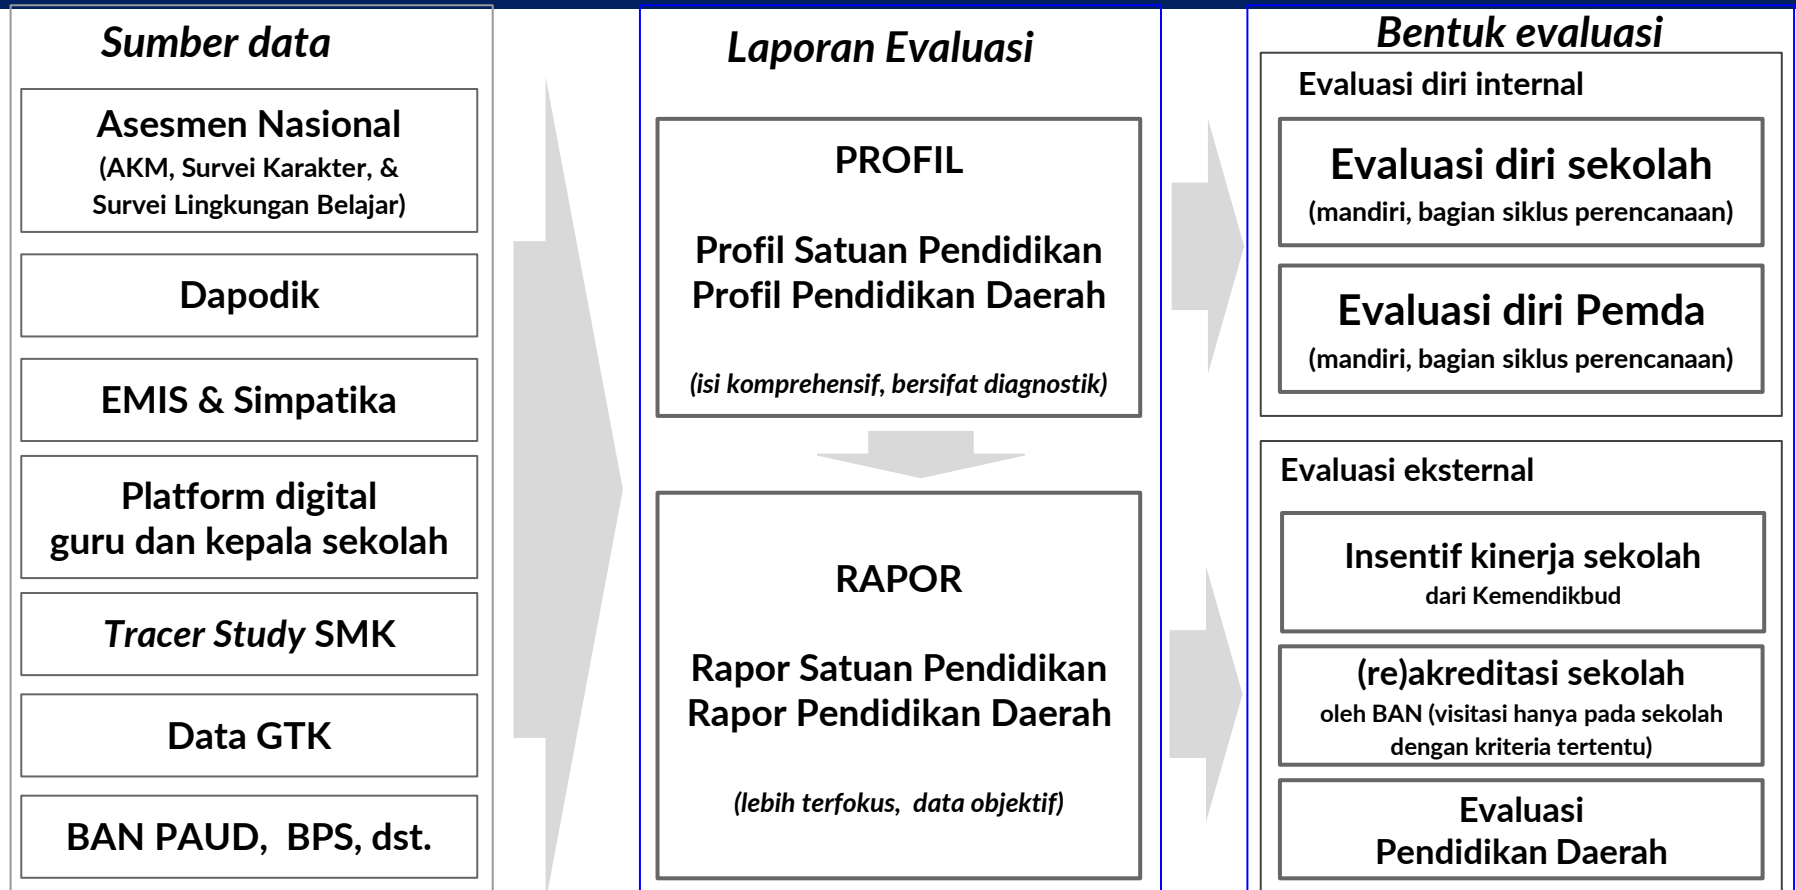 Sumber data
Asesmen Nasional
(AKM, Survei Karakter, &
Survei Lingkungan Belajar)
Dapodik
EMIS & Simpatika
Platform digital
guru dan kepala sekolah
Tracer Study SMK
Data GTK
BAN PAUD, BPS, dst.
Laporan Evaluasi
PROFIL
Profil Satuan Pendidikan
Profil Pendidikan Daerah
(isi komprehensif, bersifat diagnostik)
RAPOR
Rapor Satuan Pendidikan
Rapor Pendidikan Daerah
(lebih terfokus, data objektif)
Bentuk evaluasi
Evaluasi diri internal
Evaluasi diri sekolah
(mandiri, bagian siklus perencanaan)
Evaluasi diri Pemda
(mandiri, bagian siklus perencanaan)
Evaluasi eksternal
Insentif kinerja sekolah
dari Kemendikbud
(re)akreditasi sekolah
oleh BAN (visitasi hanya pada sekolah
dengan kriteria tertentu)
Evaluasi
Pendidikan Daerah